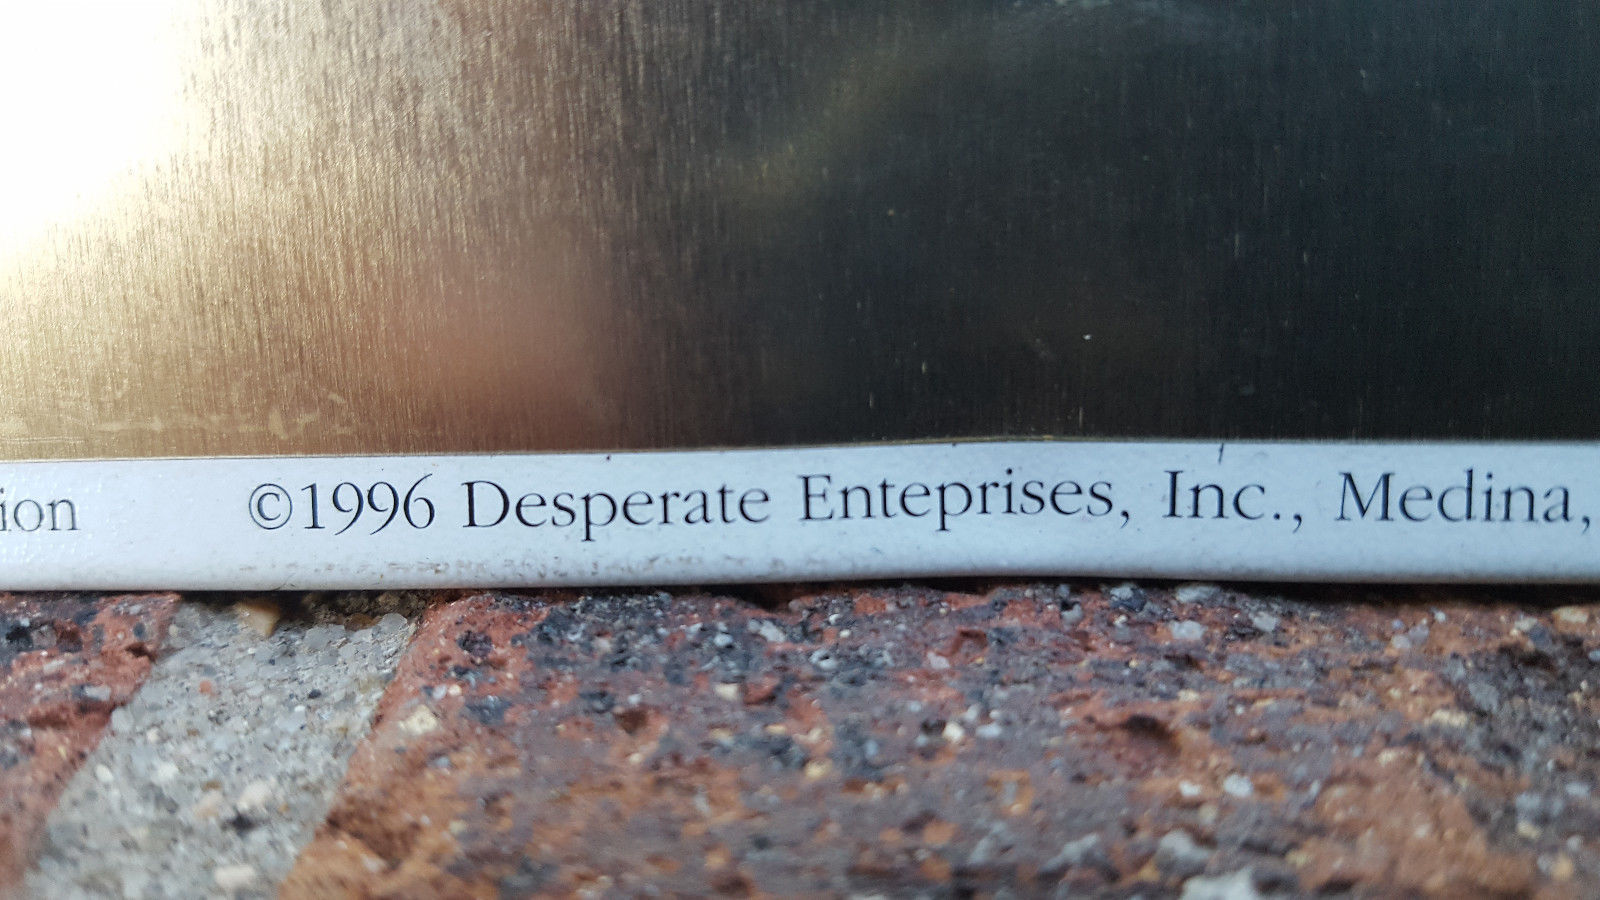 ion ©1996 Desperate Enteprises, Inc., Medina,